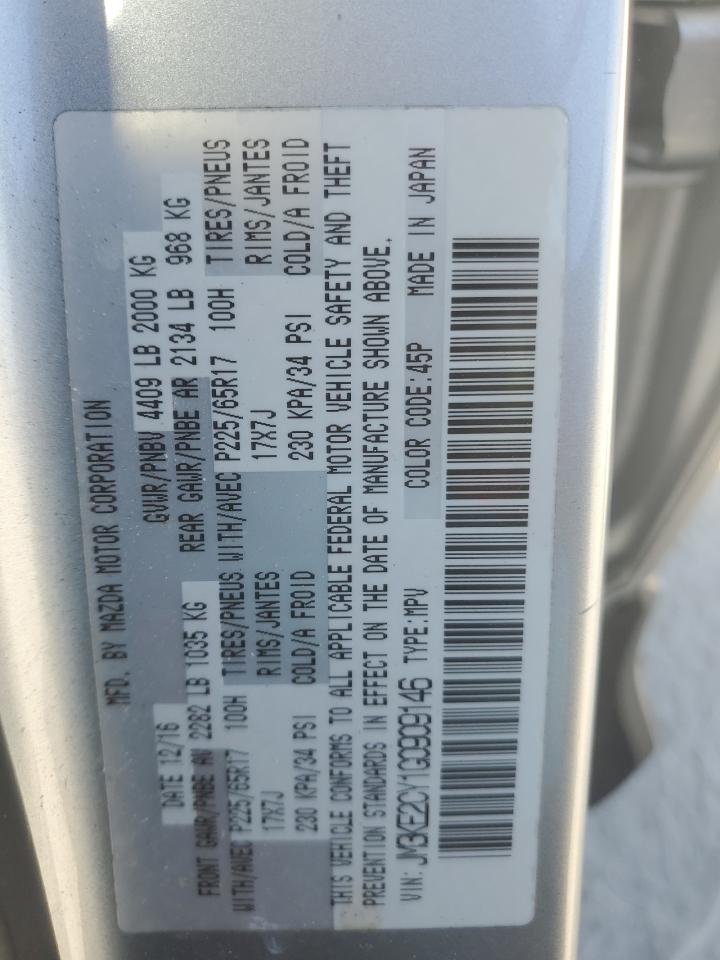 MFD. BY MAZDA MOTOR CORPORATION
DATE 12/16 GVWR/PNBV 4409 LB 2000 KG
FRONT GAWR/PNBE AV 2282 LB 1035 KG REAR GAWR/PNBE AR 2134 LB 968 KG
WITH/AVEC P225/65R17 100H TIRES/PNEUS WITH/AVEC P225/65R17 100H TIRES/PNEUS
17X7J RIMS/JANTES 17X7J RIMS/JANTES
230 KPA/34 PSI COLD/A FROID 230 KPA/34 PSI COLD/A FROID
THIS VEHICLE CONFORMS TO ALL APPLICABLE FEDERAL MOTOR VEHICLE SAFETY AND THEFT
PREVENTION STANDARDS IN EFFECT ON THE DATE OF MANUFACTURE SHOWN ABOVE.
VIN: JM3KE2CY1G0909146 TYPE: MPV COLOR CODE: 45P MADE IN JAPAN